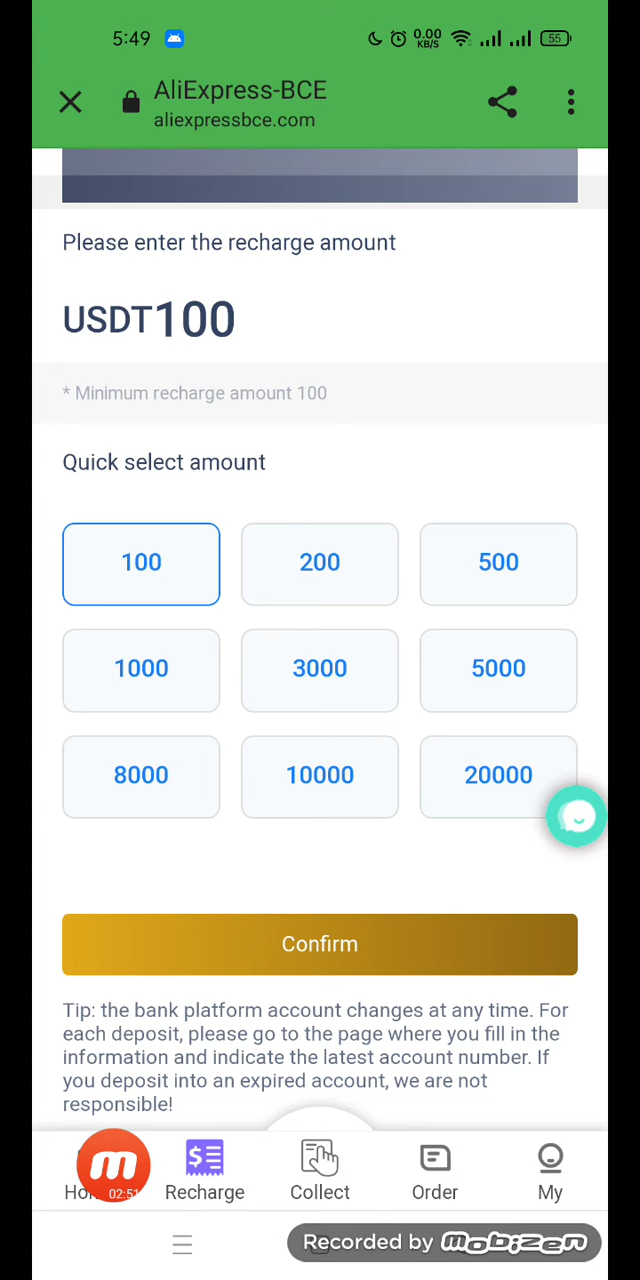 5:49
0.00
KB/S
55
AliExpress-BCE
aliexpressbce.com
Please enter the recharge amount
USDT100
* Minimum recharge amount 100
Quick select amount
100 200 500
1000 3000 5000
8000 10000 20000
Confirm
Tip: the bank platform account changes at any time. For
each deposit, please go to the page where you fill in the
information and indicate the latest account number. If
you deposit into an expired account, we are not
responsible!
02:51
Recharge Collect Order My
Recorded by mobizen